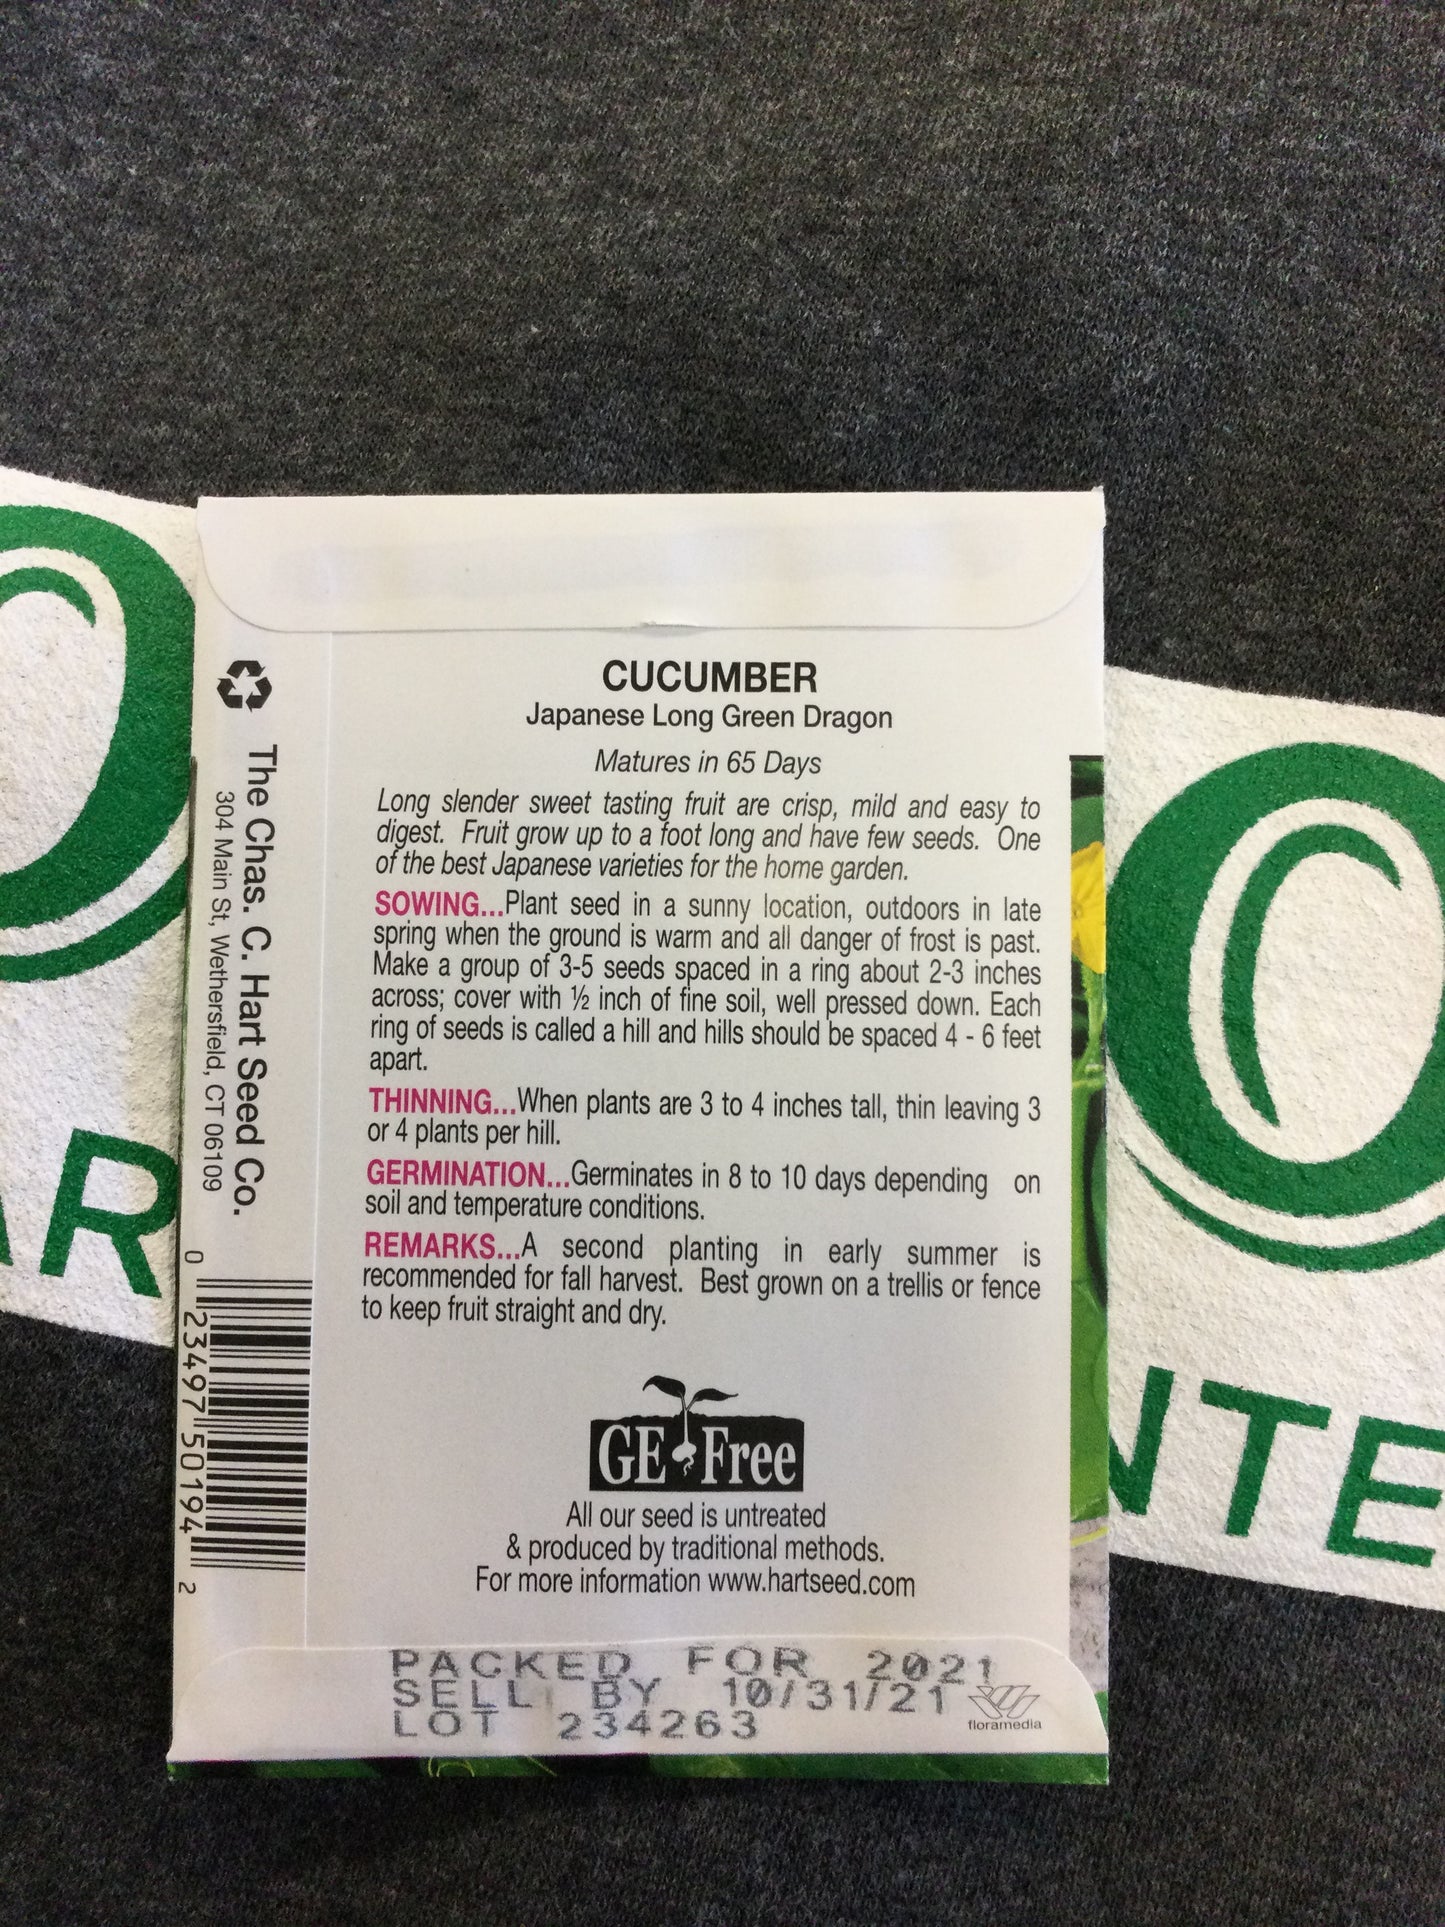 CUCUMBER
Japanese Long Green Dragon
Matures in 65 Days
Long slender sweet tasting fruit are crisp, mild and easy to
digest. Fruit grow up to a foot long and have few seeds. One
of the best Japanese varieties for the home garden.
SOWING...Plant seed in a sunny location, outdoors in late
spring when the ground is warm and all danger of frost is past.
Make a group of 3-5 seeds spaced in a ring about 2-3 inches
across; cover with ½ inch of fine soil, well pressed down. Each
ring of seeds is called a hill and hills should be spaced 4 - 6 feet
apart.
THINNING...When plants are 3 to 4 inches tall, thin leaving 3
or 4 plants per hill.
GERMINATION...Germinates in 8 to 10 days depending on
soil and temperature conditions.
REMARKS...A second planting in early summer is
recommended for fall harvest. Best grown on a trellis or fence
to keep fruit straight and dry.
GE Free
All our seed is untreated
& produced by traditional methods.
For more information www.hartseed.com
PACKED FOR 2021
SELL BY 10/31/21
LOT 234263
floramedia
The Chas. C. Hart Seed Co.
304 Main St, Wethersfield, CT 06109
0 23497 50194 2
O
AR
O
NTE